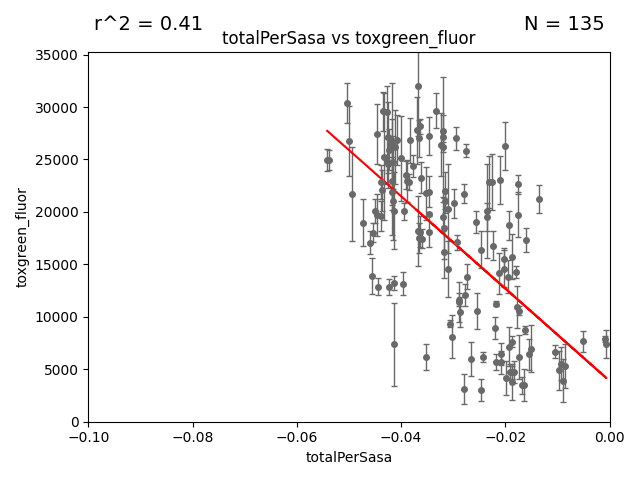 r^2 = 0.41
N = 135
totalPerSasa vs toxgreen_fluor
35000
30000
25000
20000
15000
10000
5000
0
toxgreen_fluor
−0.10
−0.08
−0.06
−0.04
−0.02
0.00
totalPerSasa